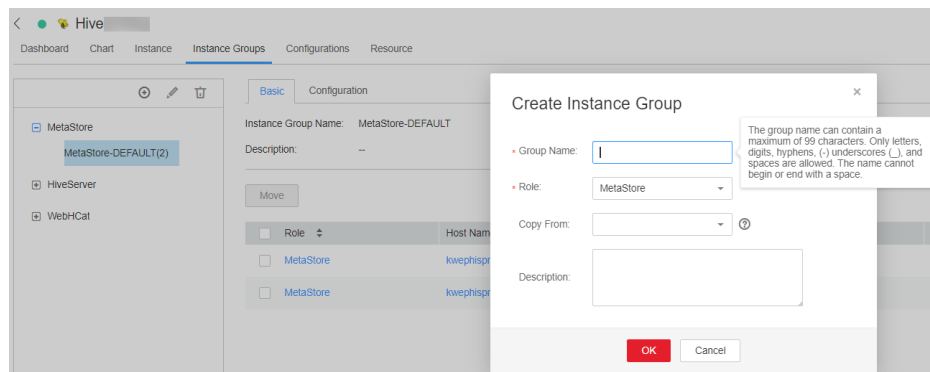 Hive
Dashboard Chart Instance Instance Groups Configurations Resource
Basic Configuration
MetaStore
MetaStore-DEFAULT(2)
HiveServer
WebHCat
Instance Group Name: MetaStore-DEFAULT
Description: --
Move
Role Host Nam
MetaStore kwephispr
MetaStore kwephispr
Create Instance Group
* Group Name:
The group name can contain a
maximum of 99 characters. Only letters,
digits, hyphens, (-) underscores (_), and
spaces are allowed. The name cannot
begin or end with a space.
* Role: MetaStore
Copy From:
Description:
OK Cancel